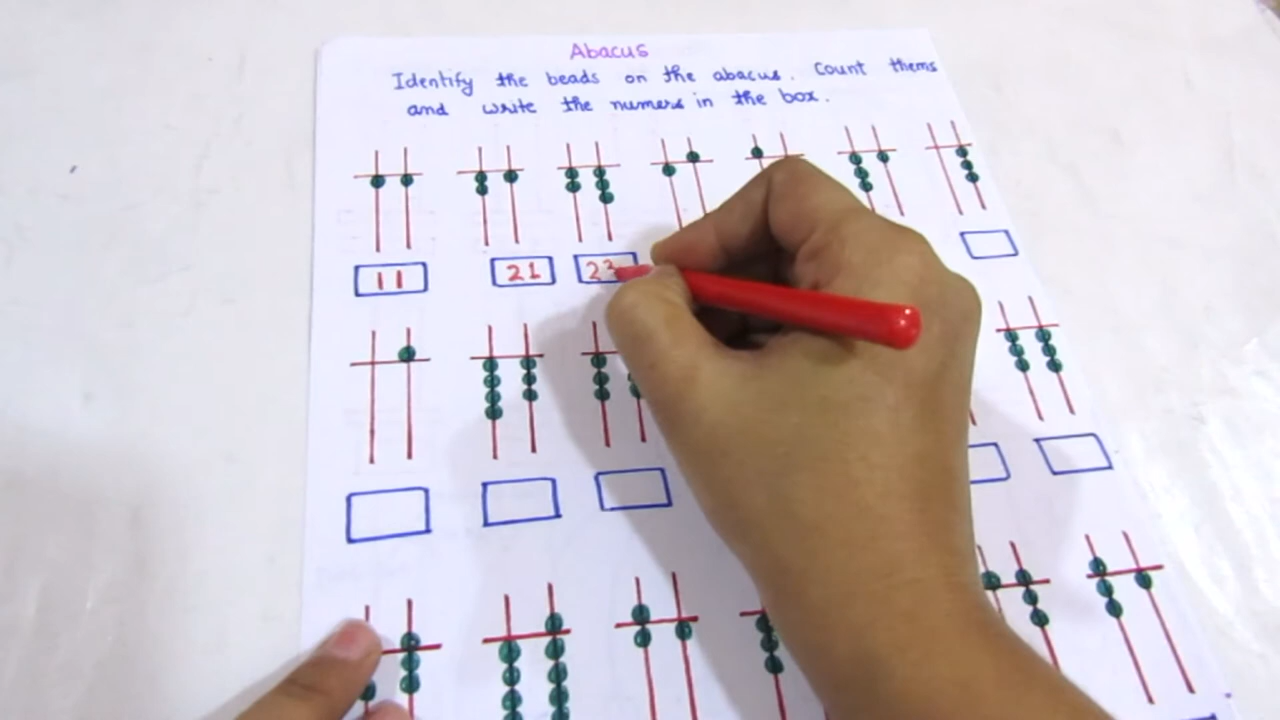 Abacus
Identify the beads on the abacus. Count thems
and write the numers in the box.
11 21 23